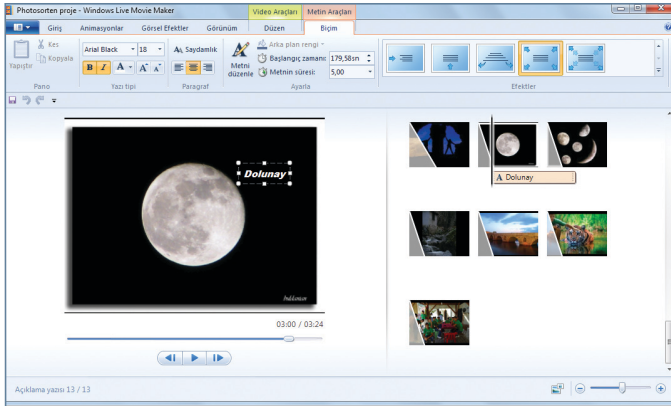 Photosorten proje - Windows Live Movie Maker
Video Araçları Metin Araçları
Giriş Animasyonlar Görsel Efektler Görünüm Düzen Biçim
Yapıştır
Kes
Kopyala
Pano
Arial Black 18
B I A A A
Yazı tipi
Saydamlık
Paragraf
Metni
düzenle
Arka plan rengi
Başlangıç zamanı: 179,58sn
Metnin süresi: 5,00
Ayarla
Efektler
Dolunay
A Dolunay
03:00 / 03:24
Açıklama yazısı 13 / 13